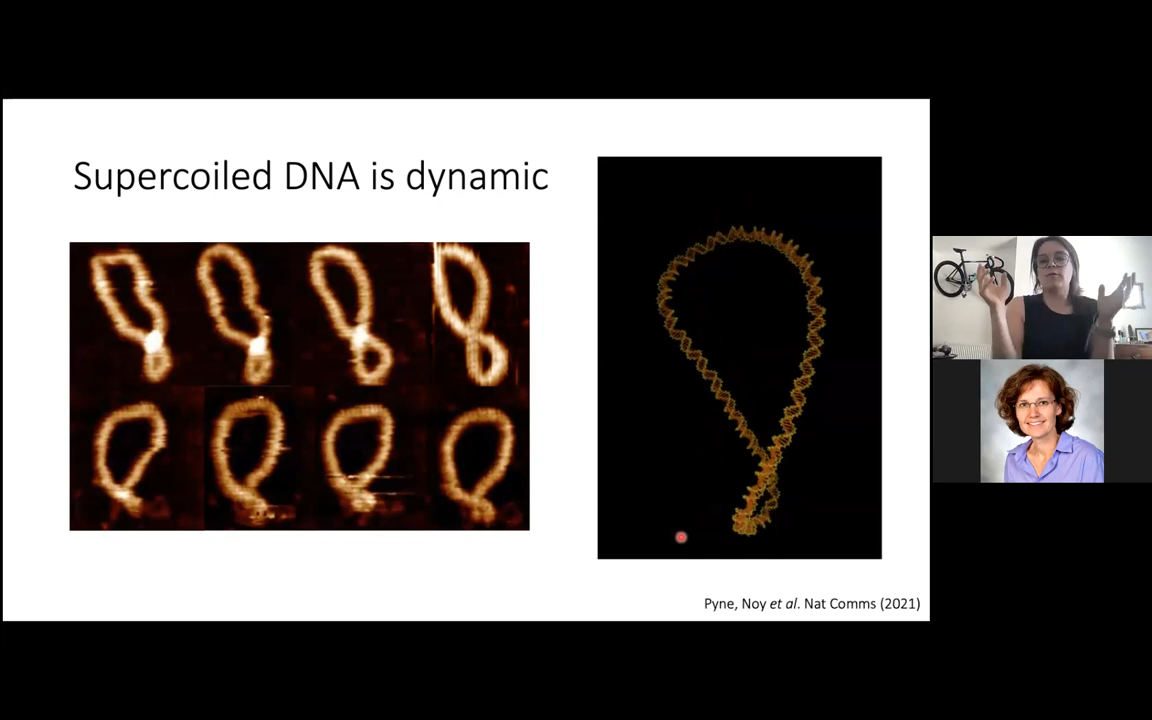 Supercoiled DNA is dynamic
Pyne, Noy et al. Nat Comms (2021)